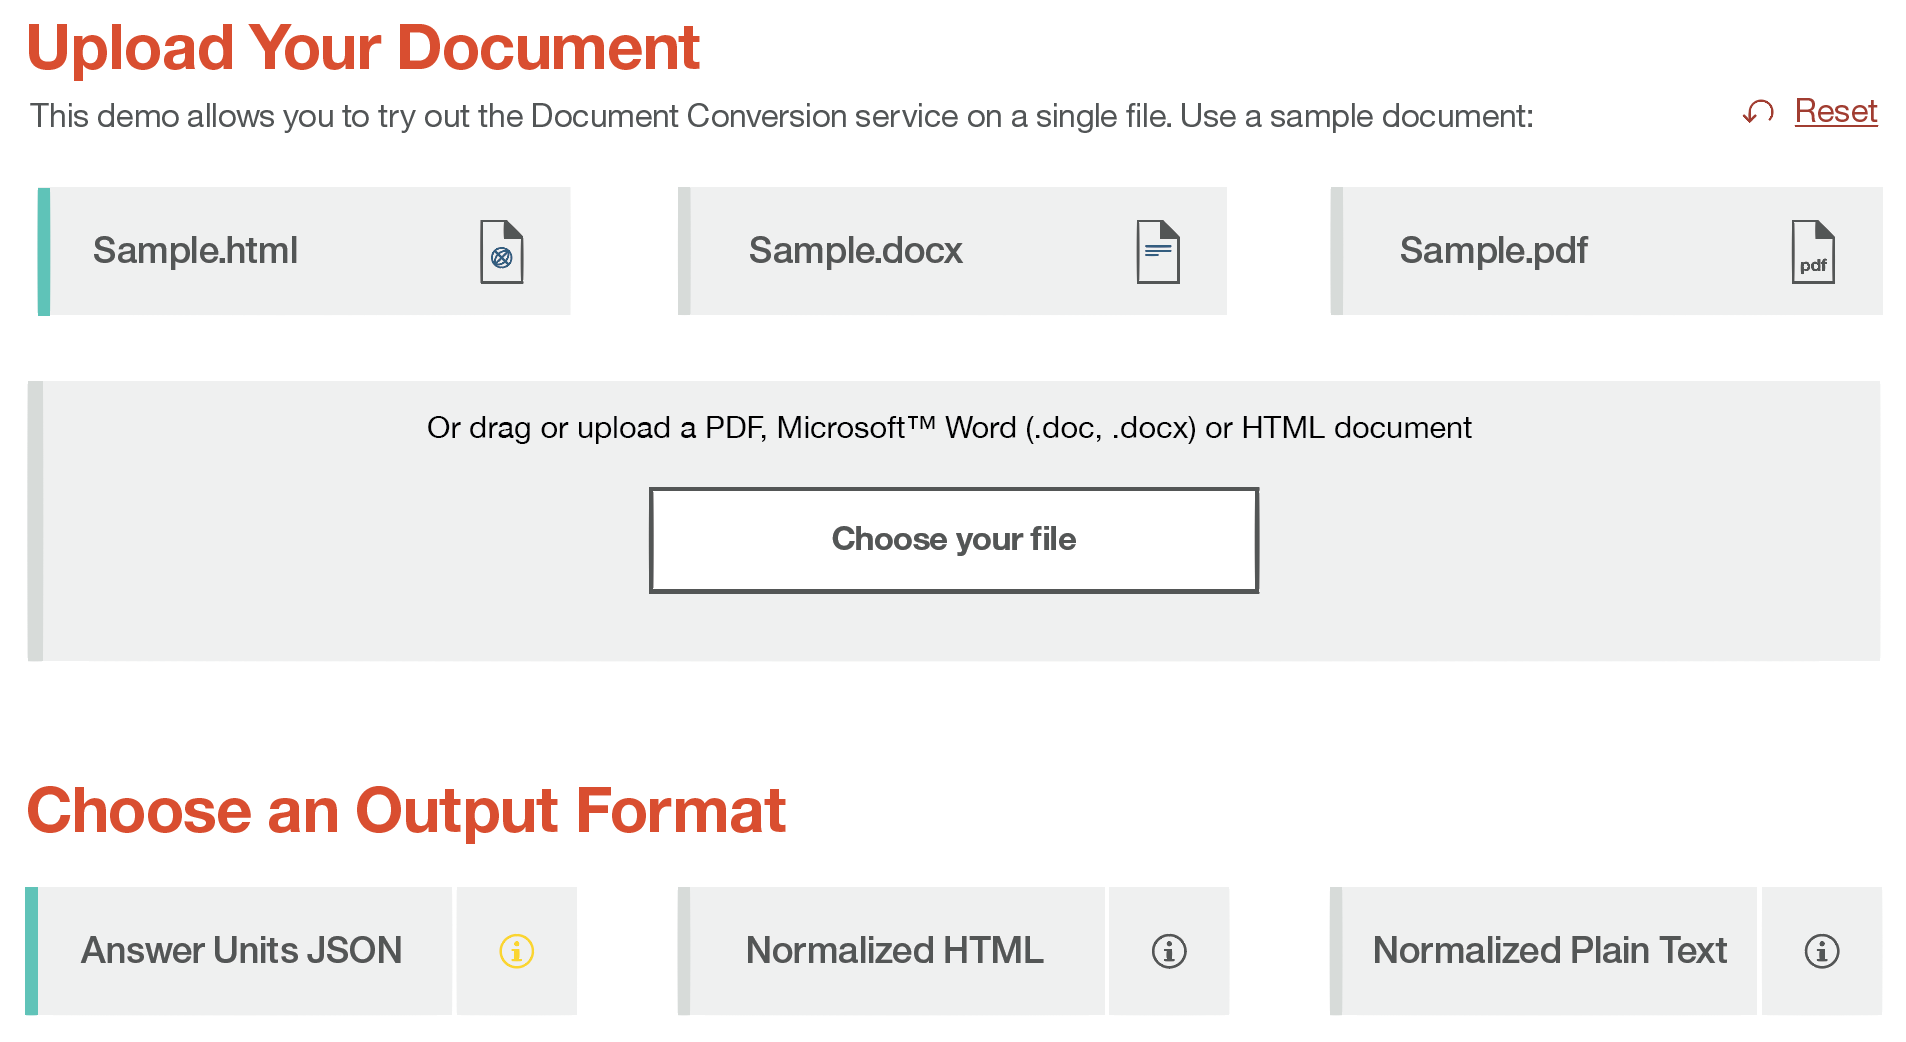 Upload Your Document
This demo allows you to try out the Document Conversion service on a single file. Use a sample document:
Reset
Sample.html
Sample.docx
Sample.pdf
pdf
Or drag or upload a PDF, Microsoft™ Word (.doc, .docx) or HTML document
Choose your file
Choose an Output Format
Answer Units JSON
Normalized HTML
Normalized Plain Text